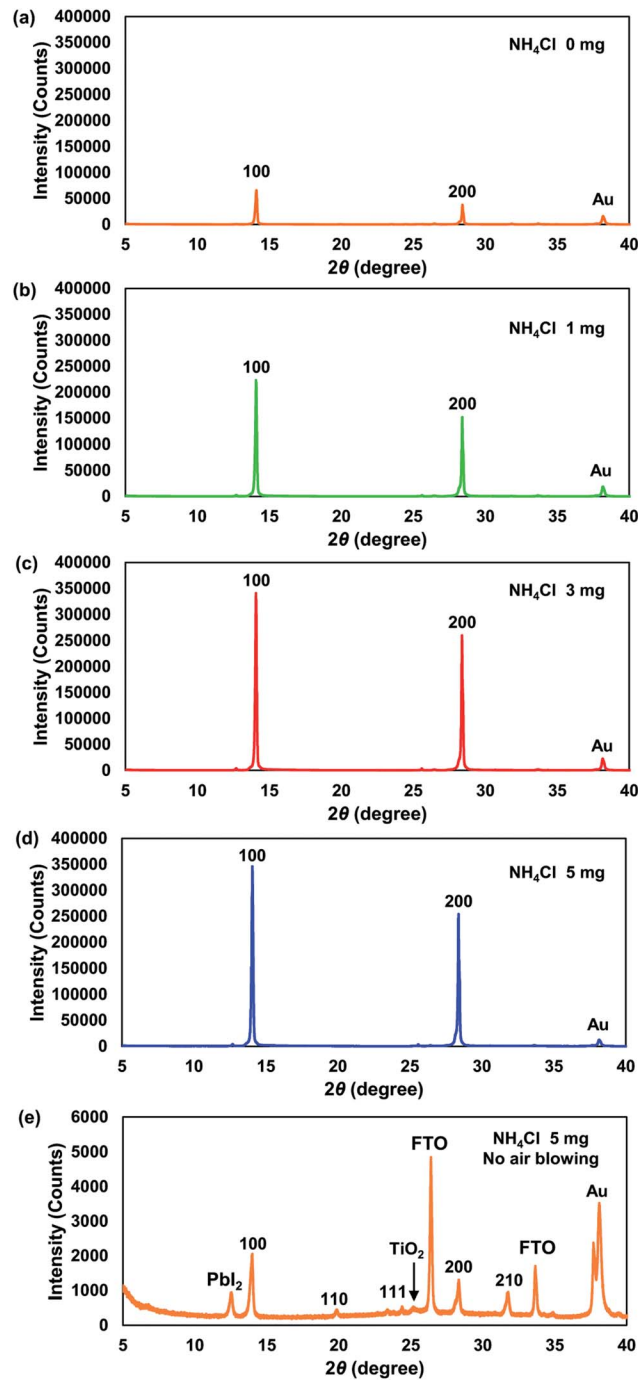 (a)
400000
350000
300000
250000
200000
150000
100000
50000
0
Intensity (Counts)
NH₄Cl 0 mg
100
200
Au
5 10 15 20 25 30 35 40
2θ (degree)
(b)
400000
350000
300000
250000
200000
150000
100000
50000
0
Intensity (Counts)
NH₄Cl 1 mg
100
200
Au
5 10 15 20 25 30 35 40
2θ (degree)
(c)
400000
350000
300000
250000
200000
150000
100000
50000
0
Intensity (Counts)
NH₄Cl 3 mg
100
200
Au
5 10 15 20 25 30 35 40
2θ (degree)
(d)
400000
350000
300000
250000
200000
150000
100000
50000
0
Intensity (Counts)
NH₄Cl 5 mg
100
200
Au
5 10 15 20 25 30 35 40
2θ (degree)
(e)
6000
5000
4000
3000
2000
1000
0
Intensity (Counts)
NH₄Cl 5 mg
No air blowing
PbI₂
100
110
111
TiO₂
FTO
200
210
FTO
Au
5 10 15 20 25 30 35 40
2θ (degree)